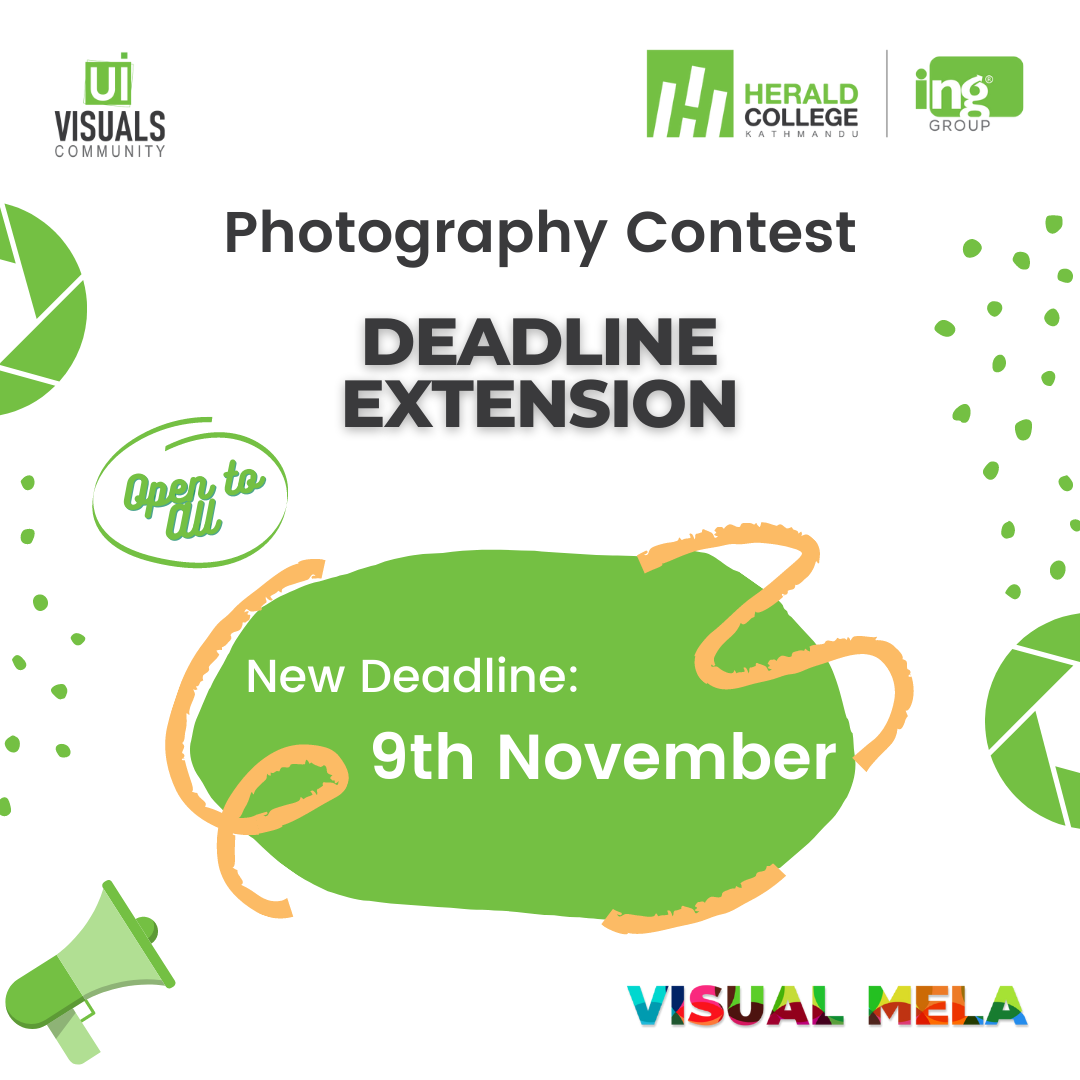 ui
VISUALS
COMMUNITY
HERALD
COLLEGE
KATHMANDU
ing®
GROUP
Photography Contest
DEADLINE
EXTENSION
Open to
All
New Deadline:
9th November
VISUAL MELA